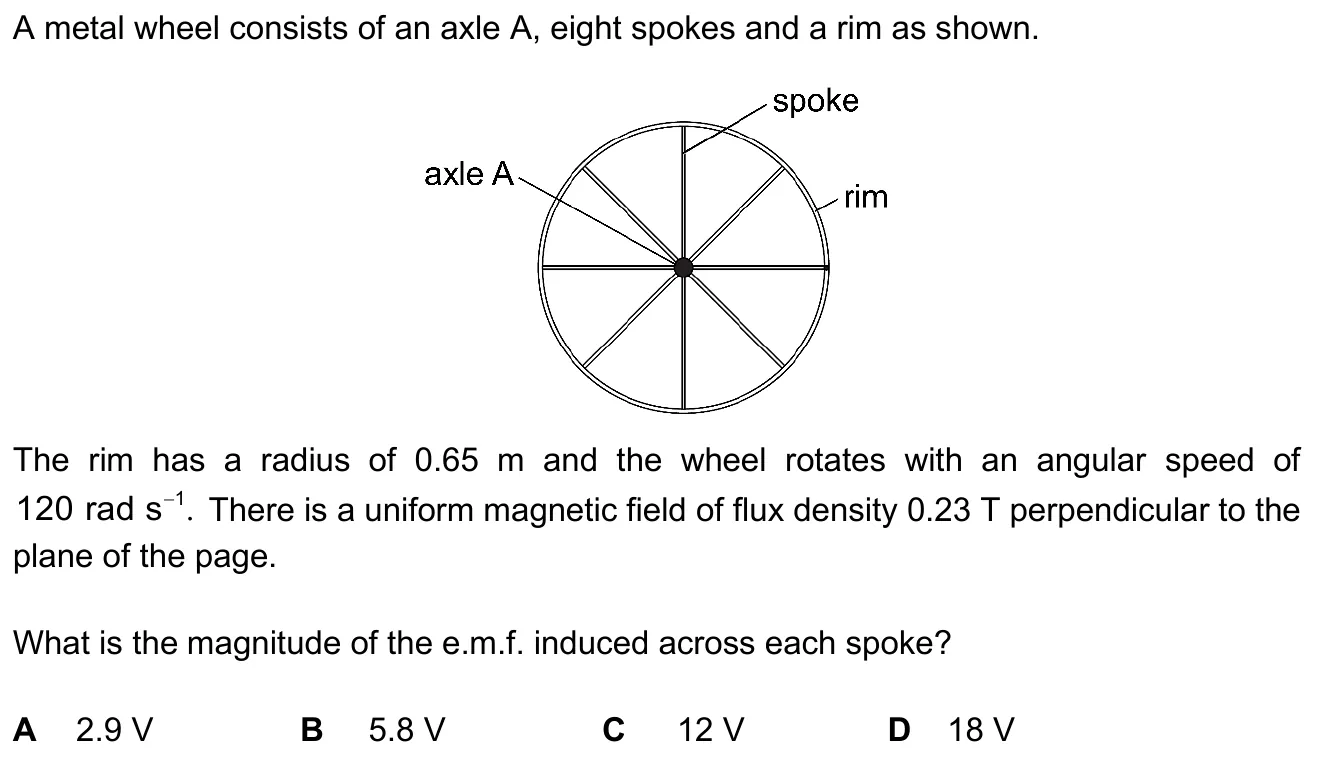 A metal wheel consists of an axle A, eight spokes and a rim as shown.
spoke
axle A
rim
The rim has a radius of 0.65 m and the wheel rotates with an angular speed of
120 rad s⁻¹. There is a uniform magnetic field of flux density 0.23 T perpendicular to the
plane of the page.
What is the magnitude of the e.m.f. induced across each spoke?
A 2.9 V B 5.8 V C 12 V D 18 V